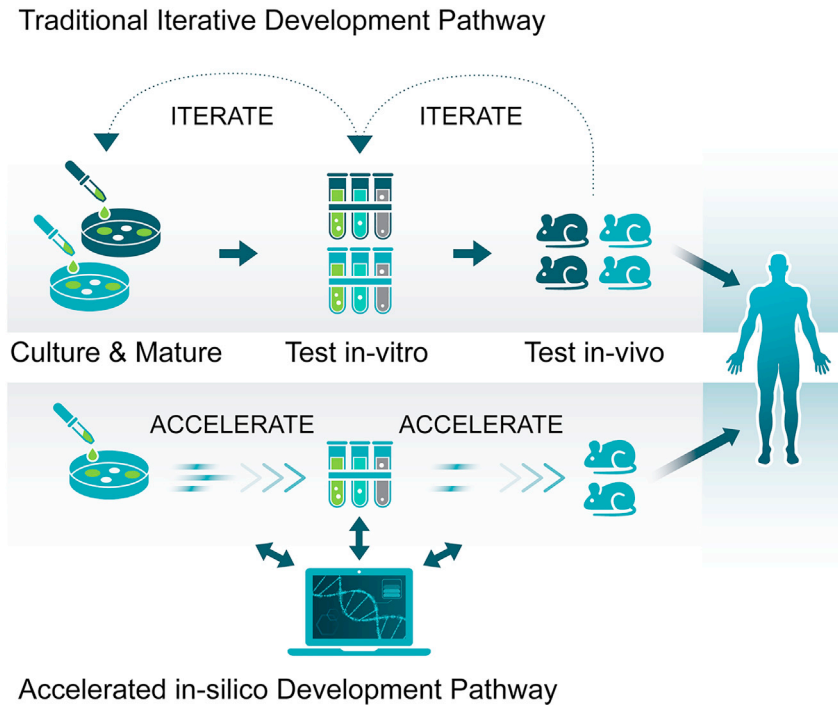 Traditional Iterative Development Pathway
ITERATE ITERATE
Culture & Mature Test in-vitro Test in-vivo
ACCELERATE ACCELERATE
Accelerated in-silico Development Pathway